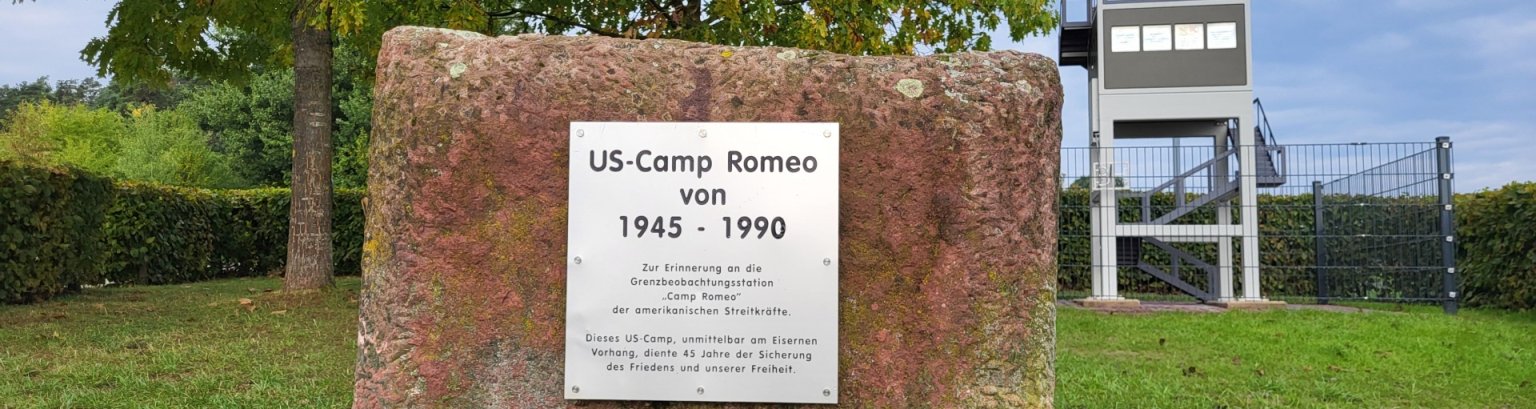 US-Camp Romeo
von
1945 - 1990
Zur Erinnerung an die
Grenzbeobachtungsstation
„Camp Romeo"
der amerikanischen Streitkräfte.
Dieses US-Camp, unmittelbar am Eisernen
Vorhang, diente 45 Jahre der Sicherung
des Friedens und unserer Freiheit.